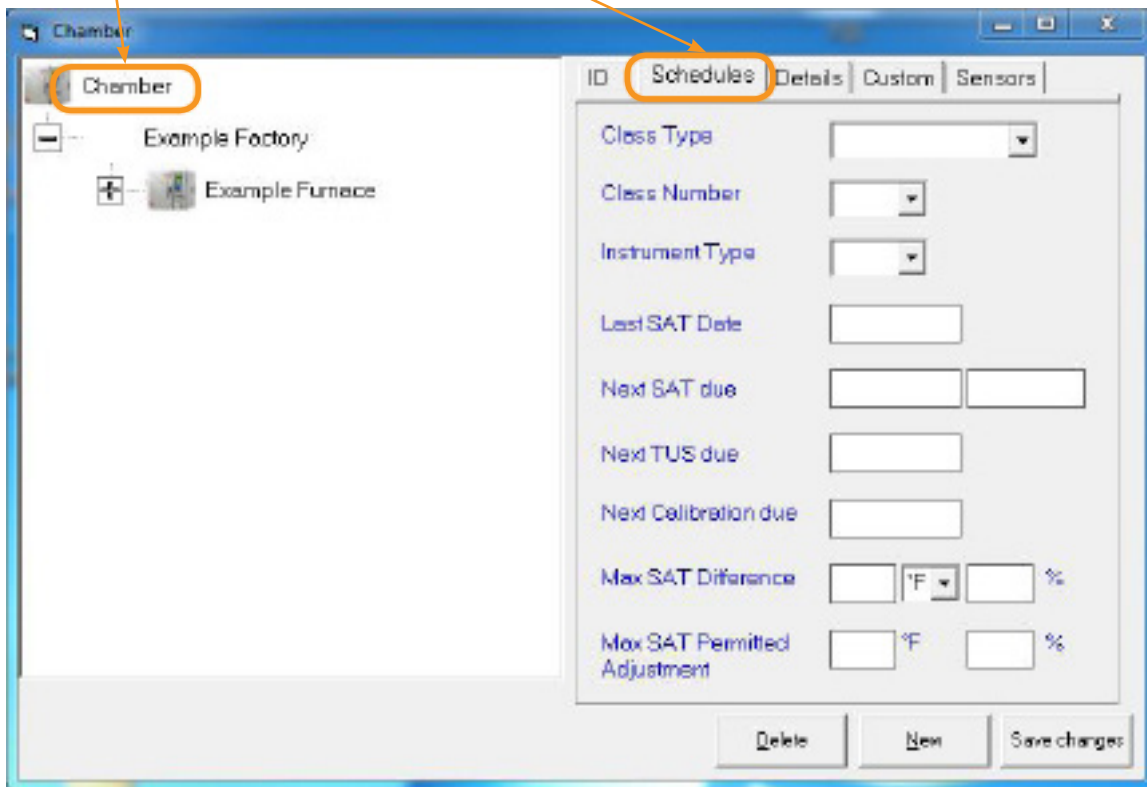 Chamber
Chamber
Example Factory
Example Furnace
ID Schedules Details Custom Sensors
Class Type
Class Number
Instrument Type
Last SAT Date
Next SAT due
Next TUS due
Next Calibration due
Max SAT Difference °F %
Max SAT Permitted °F %
Adjustment
Delete New Save changes